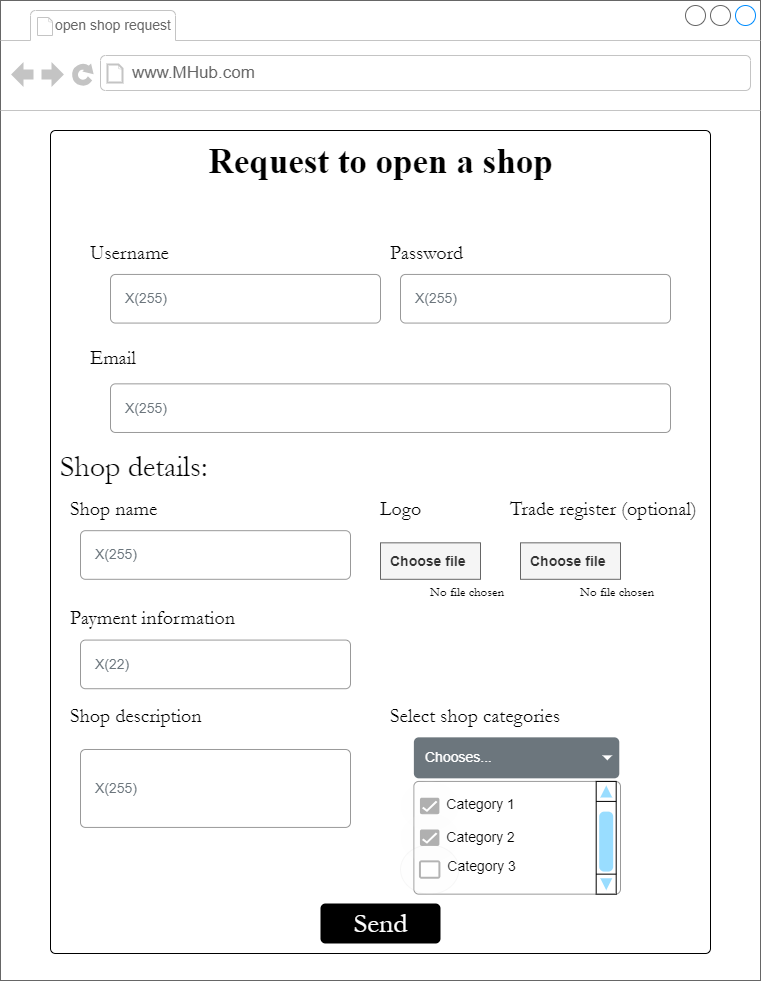 open shop request
www.MHub.com
Request to open a shop
Username Password
X(255) X(255)
Email
X(255)
Shop details:
Shop name Logo Trade register (optional)
X(255) Choose file Choose file
No file chosen No file chosen
Payment information
X(22)
Shop description Select shop categories
Chooses...
X(255)
Category 1
Category 2
Category 3
Send